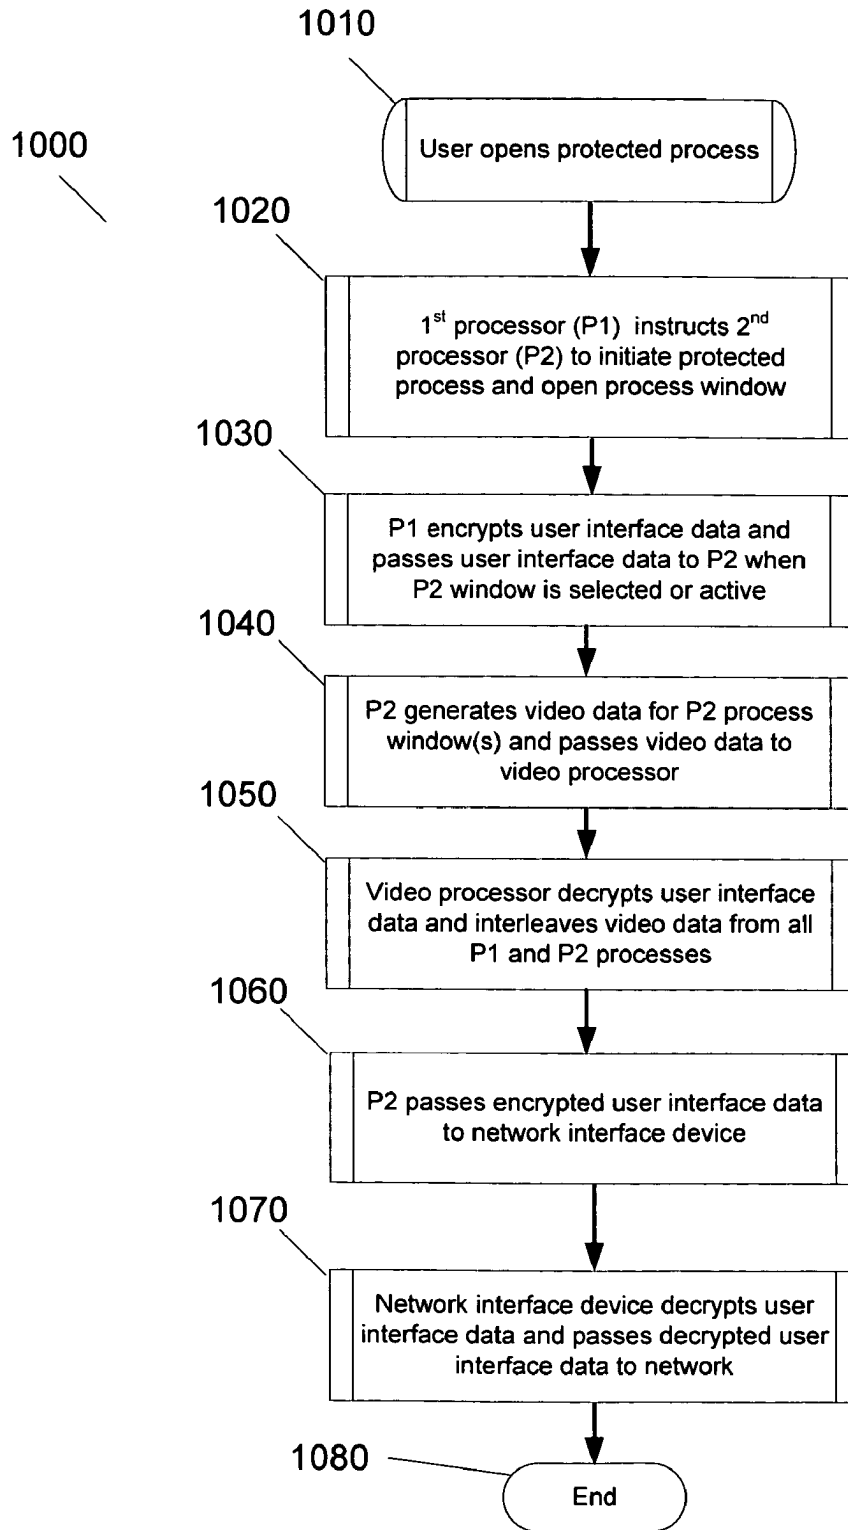 1010
1000
User opens protected process
1020
1st processor (P1) instructs 2nd
processor (P2) to initiate protected
process and open process window
1030
P1 encrypts user interface data and
passes user interface data to P2 when
P2 window is selected or active
1040
P2 generates video data for P2 process
window(s) and passes video data to
video processor
1050
Video processor decrypts user interface
data and interleaves video data from all
P1 and P2 processes
1060
P2 passes encrypted user interface data
to network interface device
1070
Network interface device decrypts user
interface data and passes decrypted user
interface data to network
1080
End